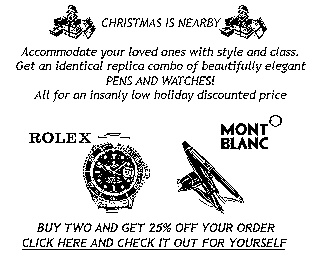 CHRISTMAS IS NEARBY
Accommodate your loved ones with style and class.
Get an identical replica combo of beautifully elegant
PENS AND WATCHES!
All for an insanly low holiday discounted price
ROLEX
MONT
BLANC
BUY TWO AND GET 25% OFF YOUR ORDER
CLICK HERE AND CHECK IT OUT FOR YOURSELF